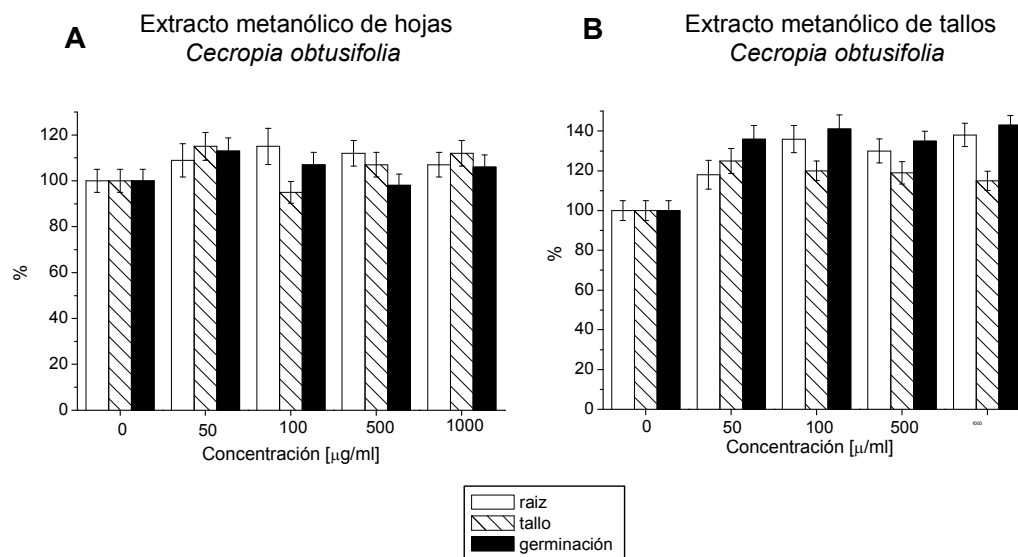 A
Extracto metanólico de hojas
Cecropia obtusifolia
120
100
80
60
40
20
0
%
0 50 100 500 1000
Concentración [μg/ml]
B
Extracto metanólico de tallos
Cecropia obtusifolia
140
120
100
80
60
40
20
0
%
0 50 100 500 1000
Concentración [μ/ml]
raiz
tallo
germinación